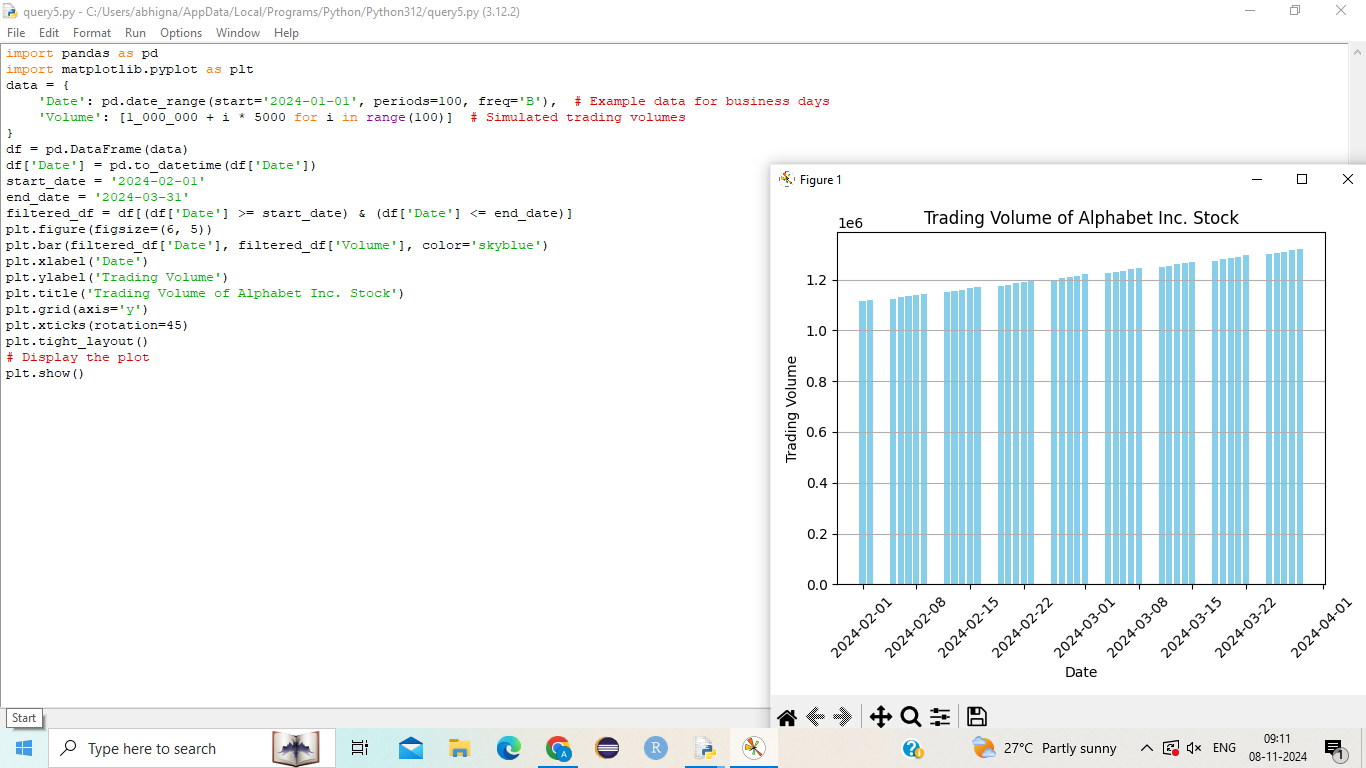 query5.py - C:/Users/abhigna/AppData/Local/Programs/Python/Python312/query5.py (3.12.2)
File Edit Format Run Options Window Help
import pandas as pd
import matplotlib.pyplot as plt
data = {
    'Date': pd.date_range(start='2024-01-01', periods=100, freq='B'),  # Example data for business days
    'Volume': [1_000_000 + i * 5000 for i in range(100)]  # Simulated trading volumes
}
df = pd.DataFrame(data)
df['Date'] = pd.to_datetime(df['Date'])
start_date = '2024-02-01'
end_date = '2024-03-31'
filtered_df = df[(df['Date'] >= start_date) & (df['Date'] <= end_date)]
plt.figure(figsize=(6, 5))
plt.bar(filtered_df['Date'], filtered_df['Volume'], color='skyblue')
plt.xlabel('Date')
plt.ylabel('Trading Volume')
plt.title('Trading Volume of Alphabet Inc. Stock')
plt.grid(axis='y')
plt.xticks(rotation=45)
plt.tight_layout()
# Display the plot
plt.show()
Figure 1
Trading Volume of Alphabet Inc. Stock
1e6
1.2
1.0
0.8
0.6
0.4
0.2
0.0
Trading Volume
2024-02-01
2024-02-08
2024-02-15
2024-02-22
2024-03-01
2024-03-08
2024-03-15
2024-03-22
2024-04-01
Date
Start
Type here to search
R
A
27°C Partly sunny
ENG
09:11
08-11-2024
1